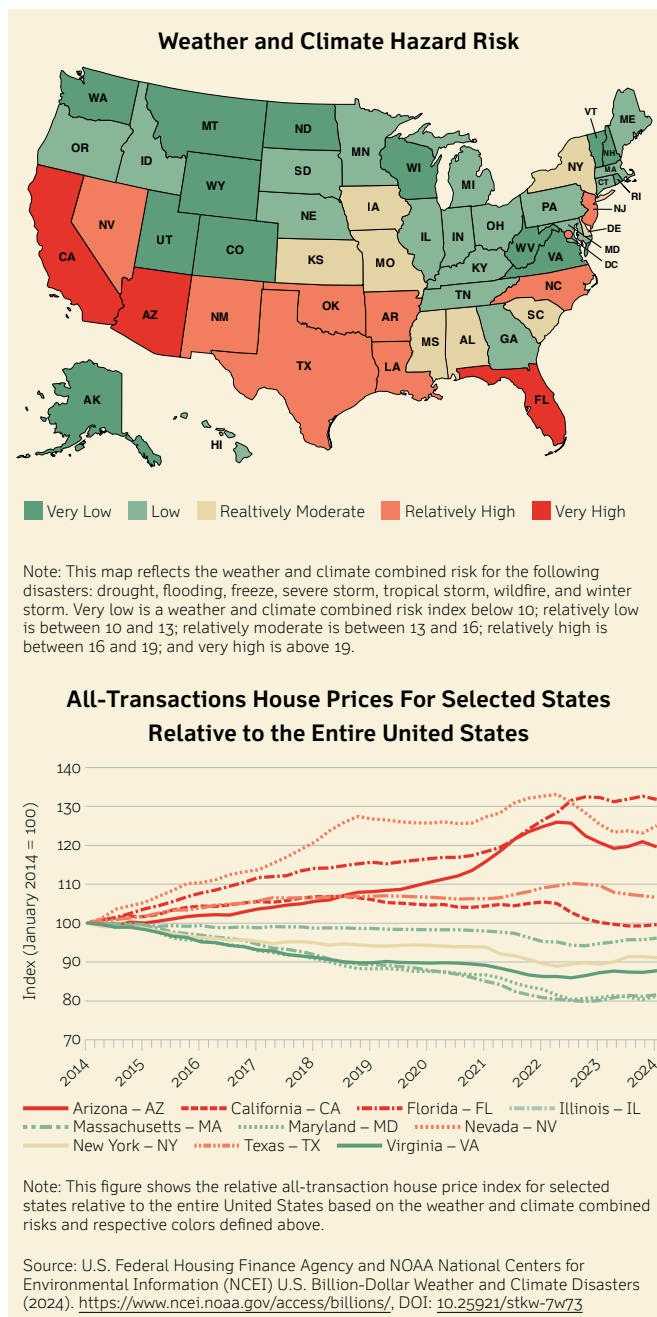 Weather and Climate Hazard Risk
WA
MT
ND
MN
VT
ME
OR
ID
SD
WI
NY
NH
MA
WY
MI
CT
RI
NV
NE
IA
PA
NJ
UT
CO
IL
IN
OH
DE
CA
KS
MO
WV
VA
MD
KY
DC
AZ
NM
OK
AR
TN
NC
SC
MS
AL
GA
TX
LA
AK
FL
HI
Very Low
Low
Realtively Moderate
Relatively High
Very High
Note: This map reflects the weather and climate combined risk for the following
disasters: drought, flooding, freeze, severe storm, tropical storm, wildfire, and winter
storm. Very low is a weather and climate combined risk index below 10; relatively low
is between 10 and 13; relatively moderate is between 13 and 16; relatively high is
between 16 and 19; and very high is above 19.
All-Transactions House Prices For Selected States
Relative to the Entire United States
Index (January 2014 = 100)
140
130
120
110
100
90
80
70
2014
2015
2016
2017
2018
2019
2020
2021
2022
2023
2024
Arizona – AZ
California – CA
Florida – FL
Illinois – IL
Massachusetts – MA
Maryland – MD
Nevada – NV
New York – NY
Texas – TX
Virginia – VA
Note: This figure shows the relative all-transaction house price index for selected
states relative to the entire United States based on the weather and climate combined
risks and respective colors defined above.
Source: U.S. Federal Housing Finance Agency and NOAA National Centers for
Environmental Information (NCEI) U.S. Billion-Dollar Weather and Climate Disasters
(2024). https://www.ncei.noaa.gov/access/billions/, DOI: 10.25921/stkw-7w73